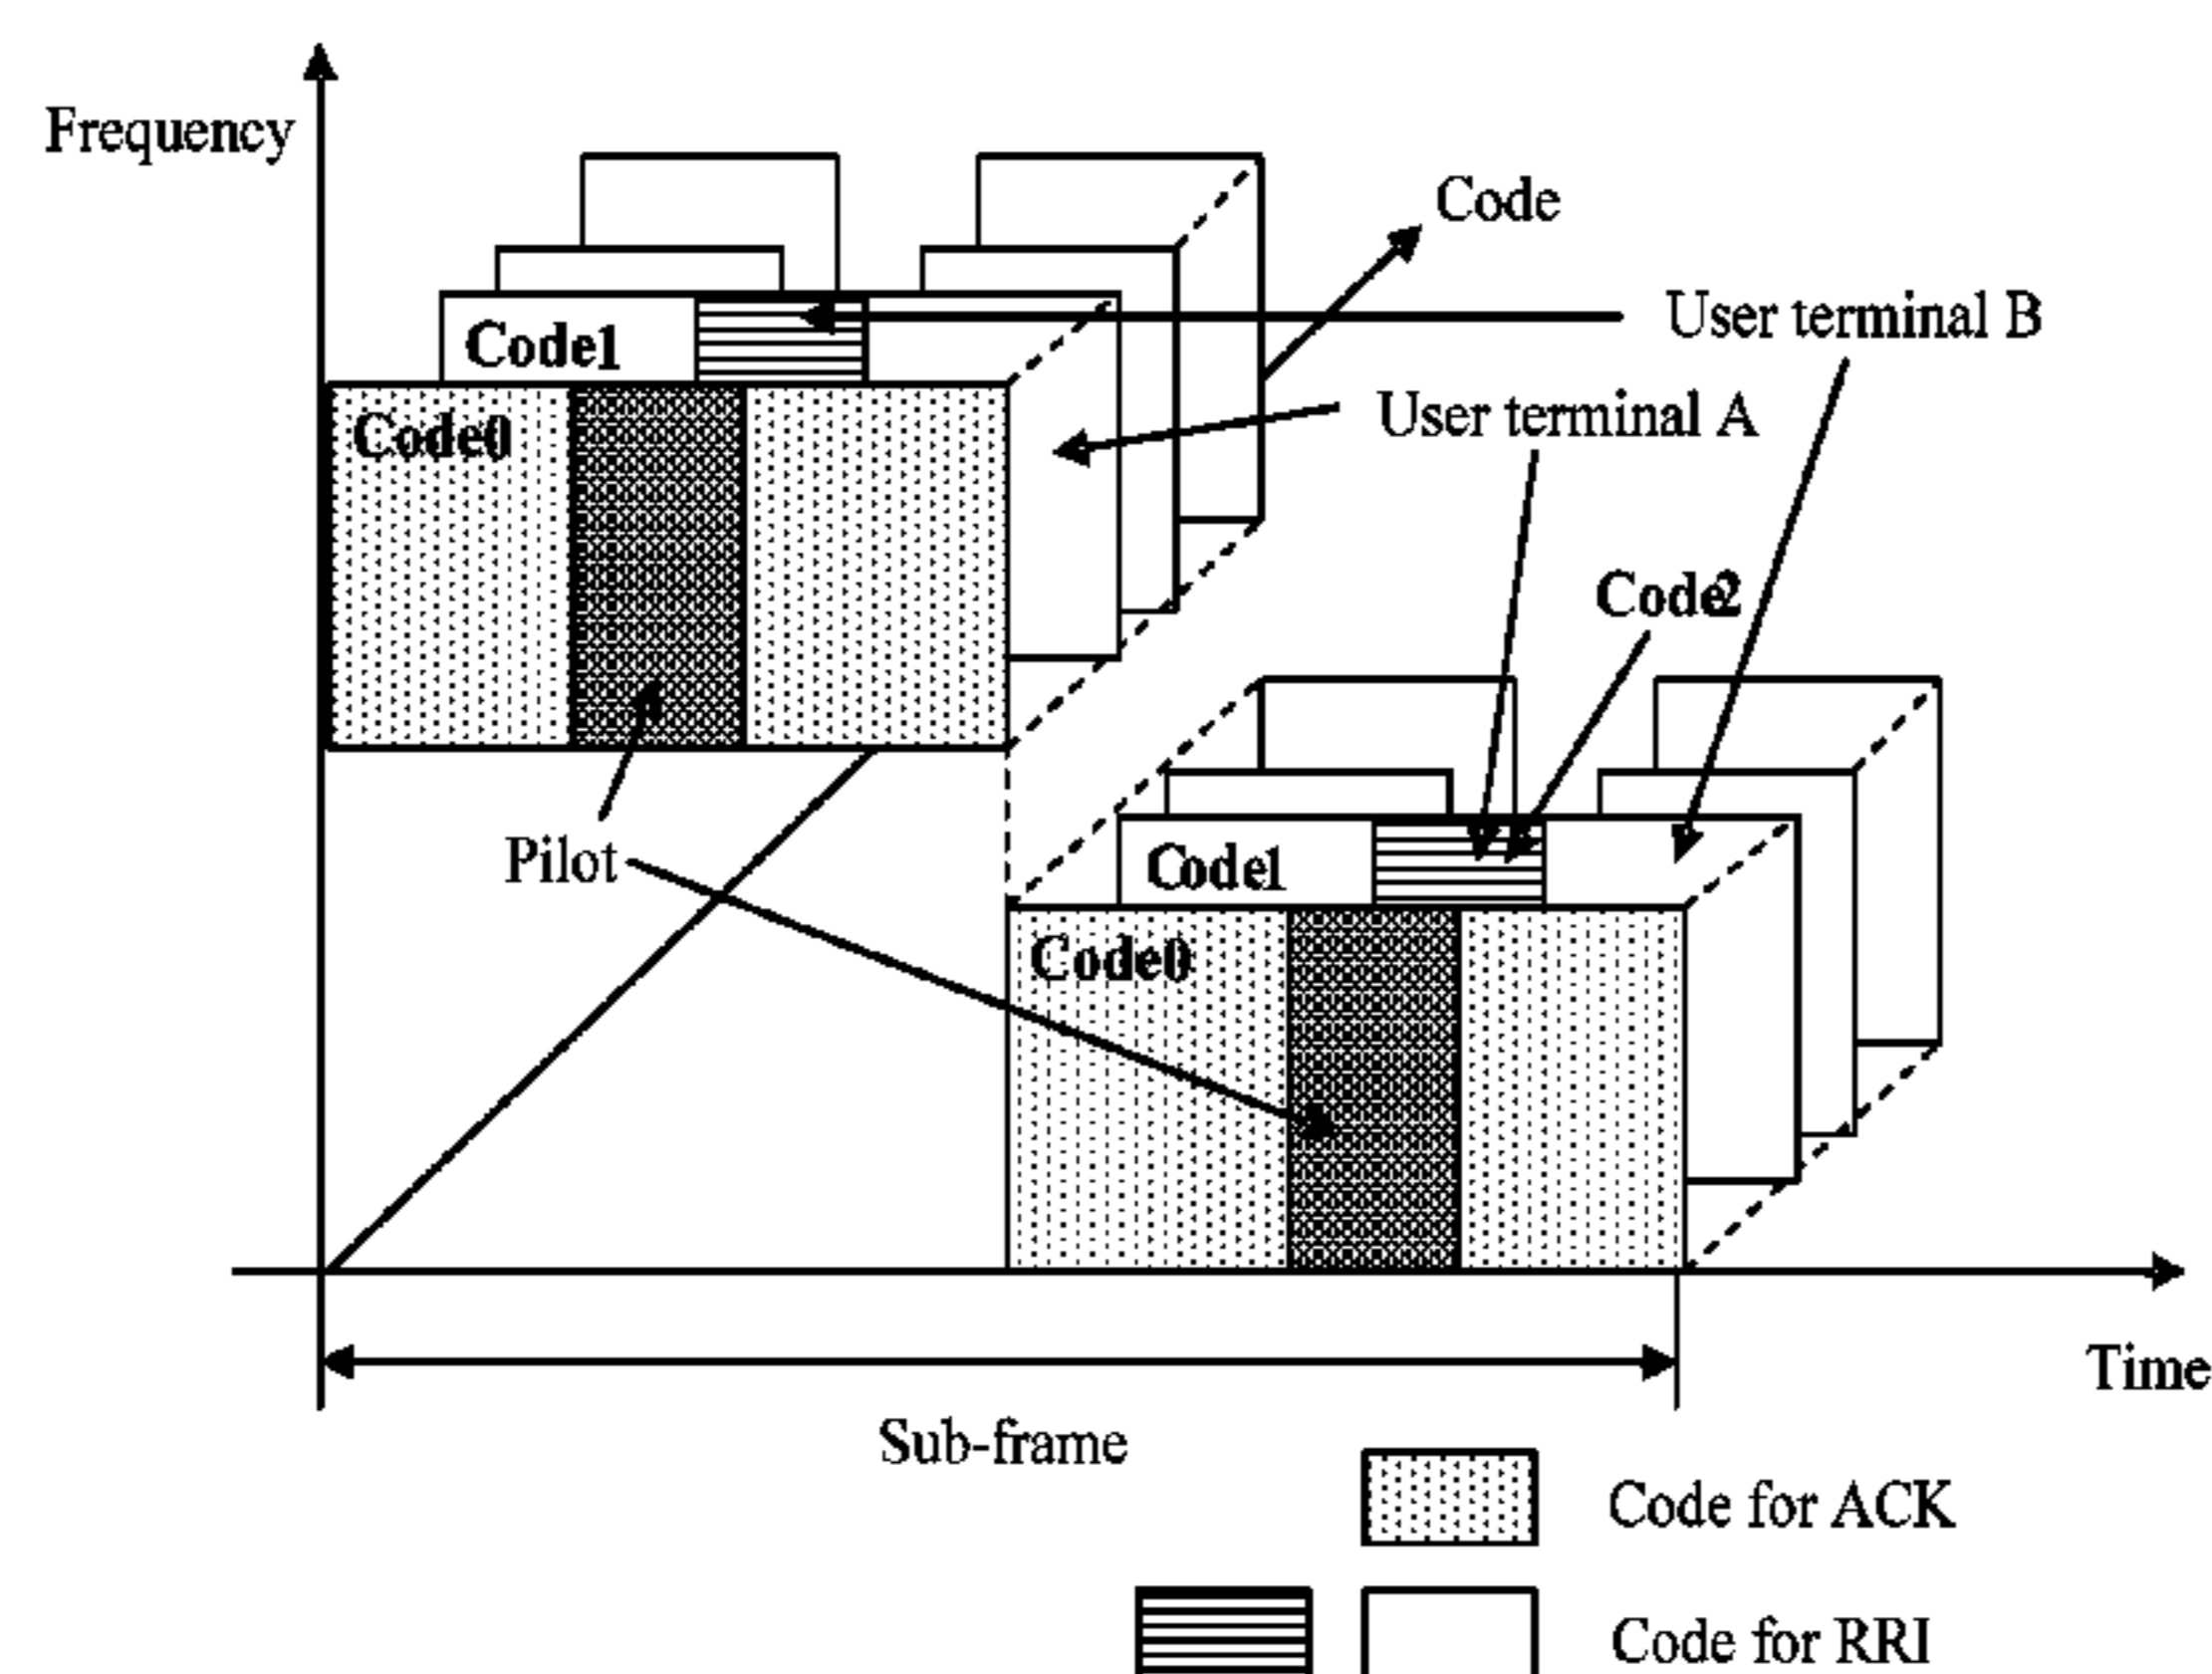 Frequency
Code
Code1
User terminal B
User terminal A
Code0
Code2
Pilot
Code1
Code0
Time
Sub-frame
Code for ACK
Code for RRI